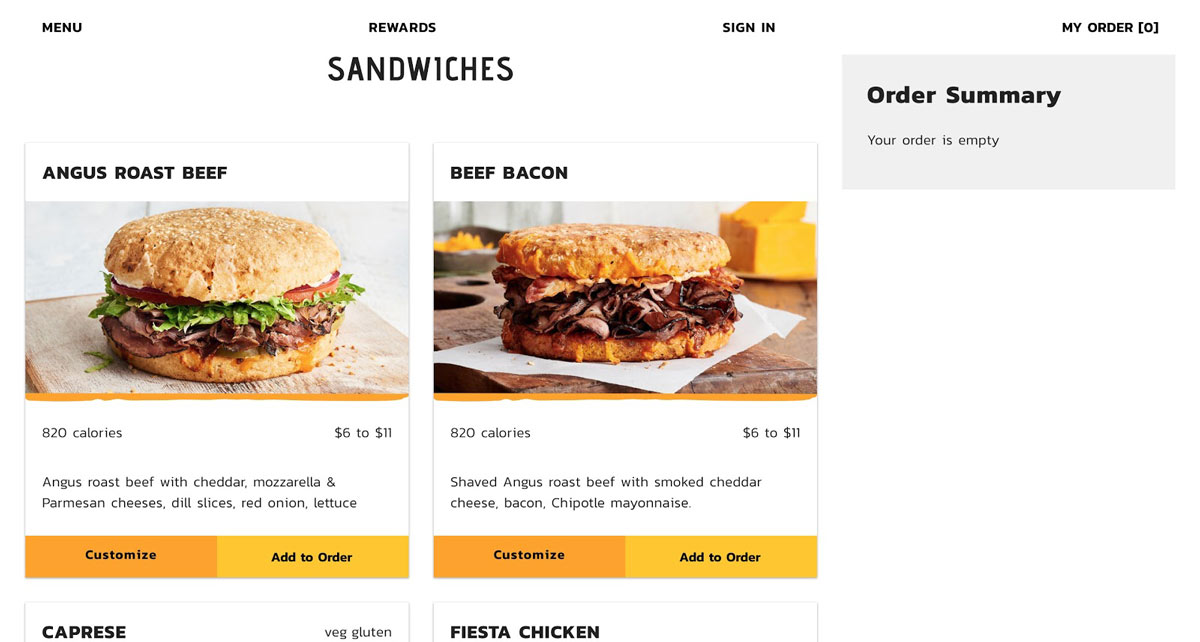 MENU
REWARDS
SIGN IN
MY ORDER [0]
SANDWICHES
Order Summary
Your order is empty
ANGUS ROAST BEEF
820 calories
$6 to $11
Angus roast beef with cheddar, mozzarella &
Parmesan cheeses, dill slices, red onion, lettuce
Customize
Add to Order
BEEF BACON
820 calories
$6 to $11
Shaved Angus roast beef with smoked cheddar
cheese, bacon, Chipotle mayonnaise.
Customize
Add to Order
CAPRESE
veg gluten
FIESTA CHICKEN